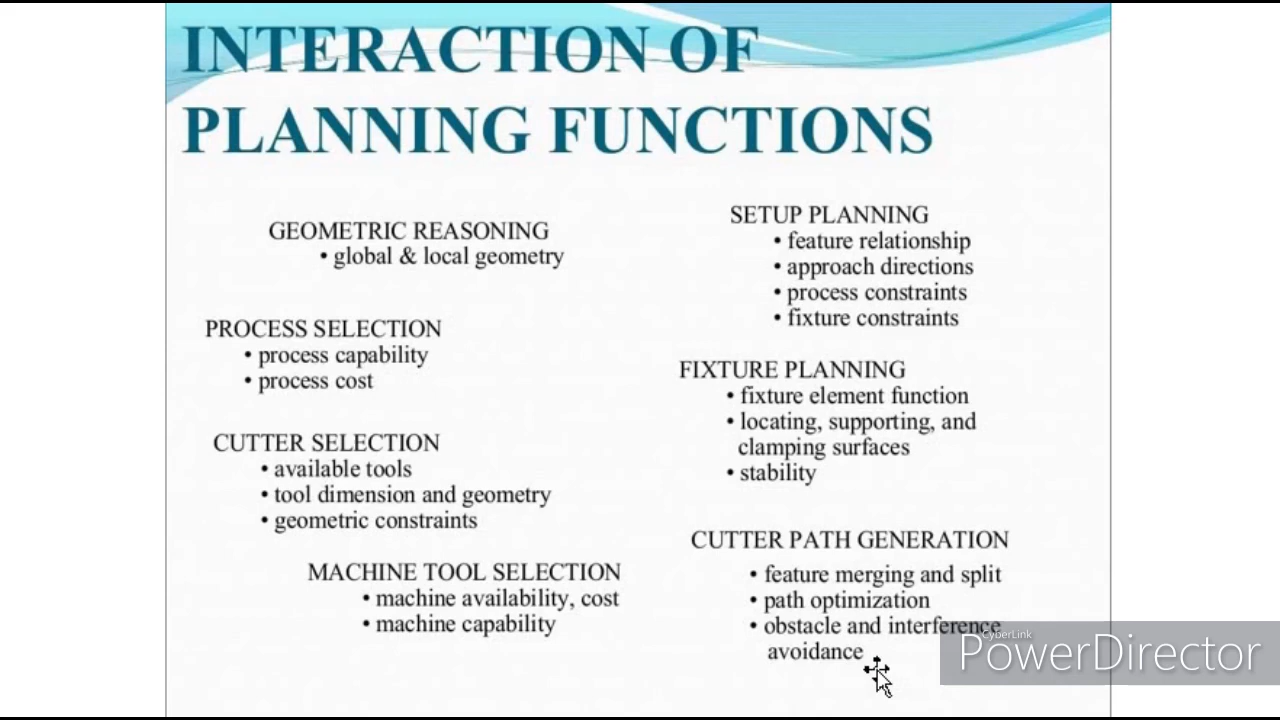 INTERACTION OF
PLANNING FUNCTIONS
GEOMETRIC REASONING
• global & local geometry
PROCESS SELECTION
• process capability
• process cost
CUTTER SELECTION
• available tools
• tool dimension and geometry
• geometric constraints
MACHINE TOOL SELECTION
• machine availability, cost
• machine capability
SETUP PLANNING
• feature relationship
• approach directions
• process constraints
• fixture constraints
FIXTURE PLANNING
• fixture element function
• locating, supporting, and
clamping surfaces
• stability
CUTTER PATH GENERATION
• feature merging and split
• path optimization
• obstacle and interference
avoidance
CyberLink
PowerDirector